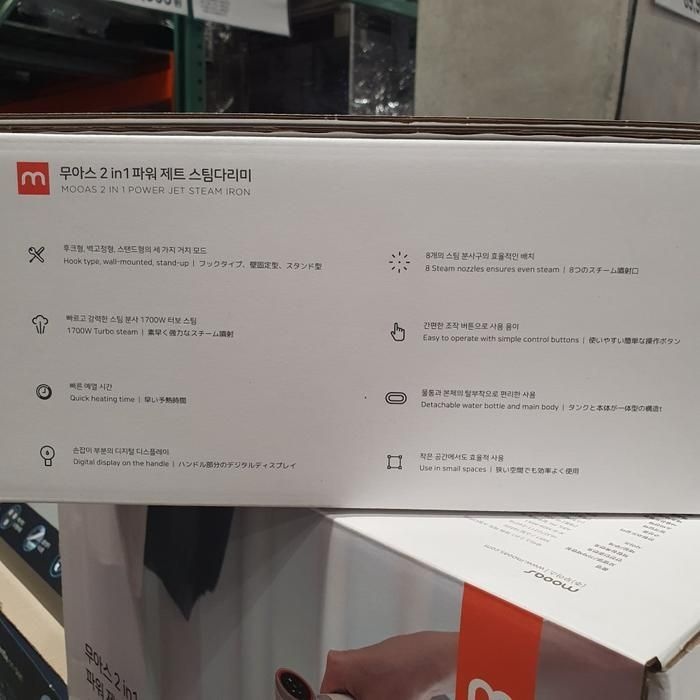 무아스 2 in1 파워 제트 스팀다리미
MOOAS 2 IN 1 POWER JET STEAM IRON
후크형, 벽고정형, 스탠드형의 세 가지 거치 모드
Hook type, wall-mounted, stand-up | フックタイプ、壁固定型、スタンド型
빠르고 강력한 스팀 분사 1700W 터보 스팀
1700W Turbo steam | 素早く強力なスチーム噴射
빠른 예열 시간
Quick heating time | 早い予熱時間
손잡이 부분의 디지털 디스플레이
Digital display on the handle | ハンドル部分のデジタルディスプレイ
8개의 스팀 분사구의 효율적인 배치
8 Steam nozzles ensures even steam | 8つのスチーム噴射口
간편한 조작 버튼으로 사용 용이
Easy to operate with simple control buttons | 使いやすい簡単な操作ボタン
물통과 본체의 탈부착으로 편리한 사용
Detachable water bottle and main body | タンクと本体が一体型の構造
작은 공간에서도 효율적 사용
Use in small spaces | 狭い空間でも効率よく使用
mooas
www.mooas.com
무아스 2 in1
파워 제